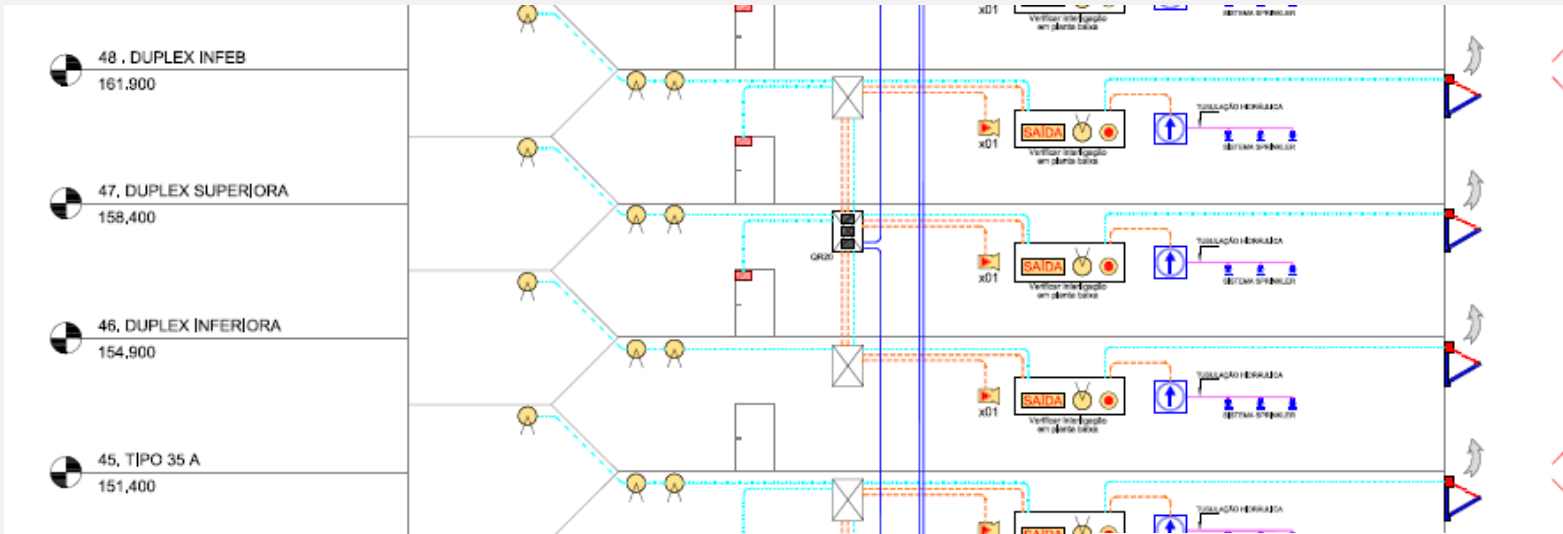 x01
Verificar interligação
em planta baixa
SISTEMA SPRINKLER
48 . DUPLEX INFEB
161.900
TUBULAÇÃO HIDRÁULICA
SAÍDA
x01
Verificar interligação
em planta baixa
SISTEMA SPRINKLER
47, DUPLEX SUPERIORA
158,400
QR20
TUBULAÇÃO HIDRÁULICA
SAÍDA
x01
Verificar interligação
em planta baixa
SISTEMA SPRINKLER
46, DUPLEX INFERIORA
154,900
TUBULAÇÃO HIDRÁULICA
SAÍDA
x01
Verificar interligação
em planta baixa
SISTEMA SPRINKLER
45, TIPO 35 A
151,400
TUBULAÇÃO HIDRÁULICA
SAÍDA